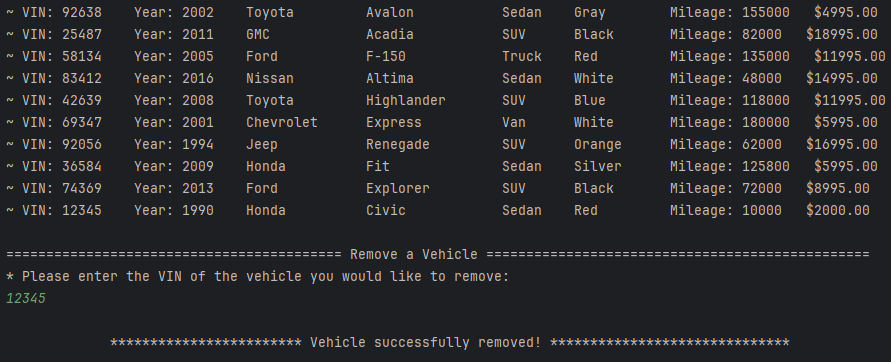 ~ VIN: 92638    Year: 2002    Toyota         Avalon           Sedan    Gray        Mileage: 155000   $4995.00
~ VIN: 25487    Year: 2011    GMC            Acadia           SUV      Black       Mileage: 82000   $18995.00
~ VIN: 58134    Year: 2005    Ford           F-150            Truck    Red         Mileage: 135000   $11995.00
~ VIN: 83412    Year: 2016    Nissan         Altima           Sedan    White       Mileage: 48000   $14995.00
~ VIN: 42639    Year: 2008    Toyota         Highlander       SUV      Blue        Mileage: 118000   $11995.00
~ VIN: 69347    Year: 2001    Chevrolet      Express          Van      White       Mileage: 180000   $5995.00
~ VIN: 92056    Year: 1994    Jeep           Renegade         SUV      Orange      Mileage: 62000   $16995.00
~ VIN: 36584    Year: 2009    Honda          Fit              Sedan    Silver      Mileage: 125800   $5995.00
~ VIN: 74369    Year: 2013    Ford           Explorer         SUV      Black       Mileage: 72000   $8995.00
~ VIN: 12345    Year: 1990    Honda          Civic            Sedan    Red         Mileage: 10000   $2000.00
========================================== Remove a Vehicle ================================================
* Please enter the VIN of the vehicle you would like to remove:
12345
************************ Vehicle successfully removed! ******************************